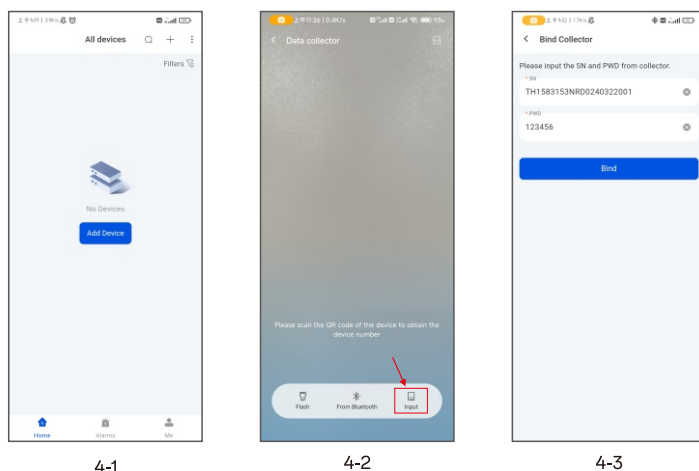 All devices
Filters
No Devices
Add Device
Home
Alarms
Me
4-1
Data collector
Please scan the QR code of the device to obtain the
device number
Flash
From Bluetooth
Input
4-2
Bind Collector
Please input the SN and PWD from collector.
* SN
TH1583153NRD0240322001
* PWD
123456
Bind
4-3